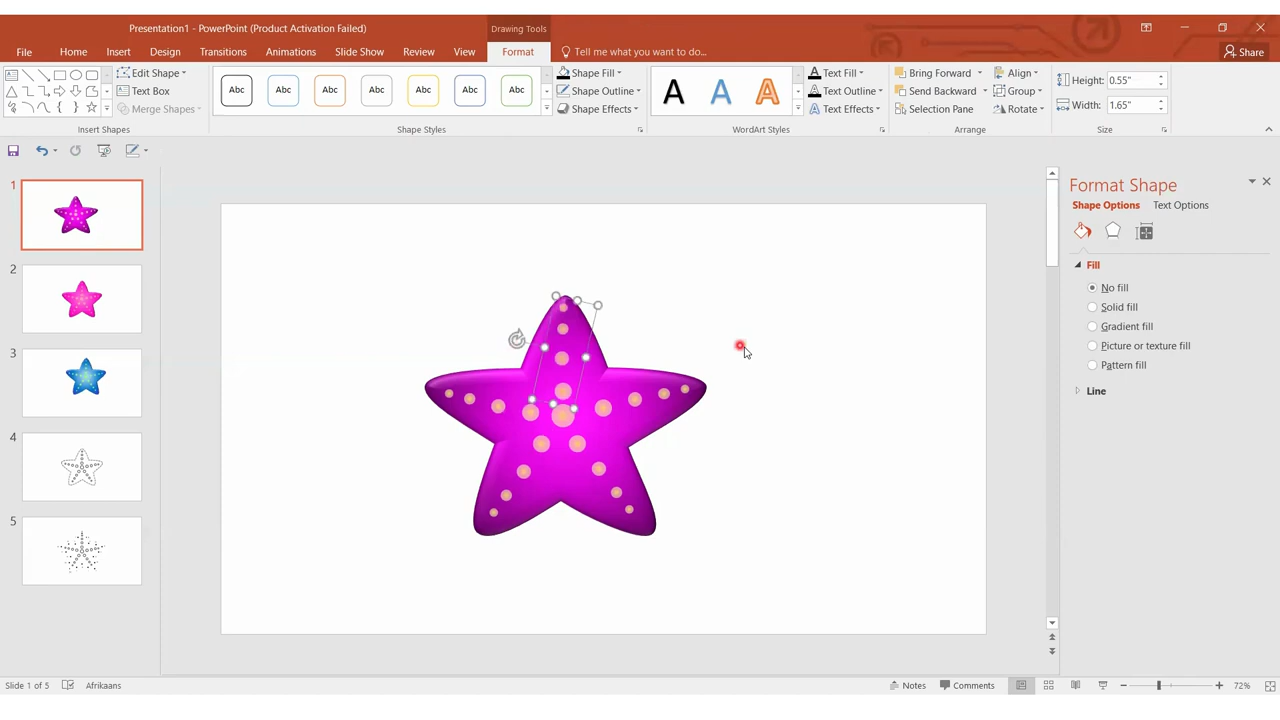 Presentation1 - PowerPoint (Product Activation Failed)
Drawing Tools
File Home Insert Design Transitions Animations Slide Show Review View Format Tell me what you want to do... Share
Edit Shape
Text Box
Merge Shapes
Insert Shapes
Abc Abc Abc Abc Abc Abc Abc
Shape Fill
Shape Outline
Shape Effects
Shape Styles
A A A
Text Fill
Text Outline
Text Effects
WordArt Styles
Bring Forward
Send Backward
Selection Pane
Align
Group
Rotate
Arrange
Height: 0.55"
Width: 1.65"
Size
1
2
3
4
5
Format Shape
Shape Options Text Options
Fill
No fill
Solid fill
Gradient fill
Picture or texture fill
Pattern fill
Line
Slide 1 of 5 Afrikaans Notes Comments 72%